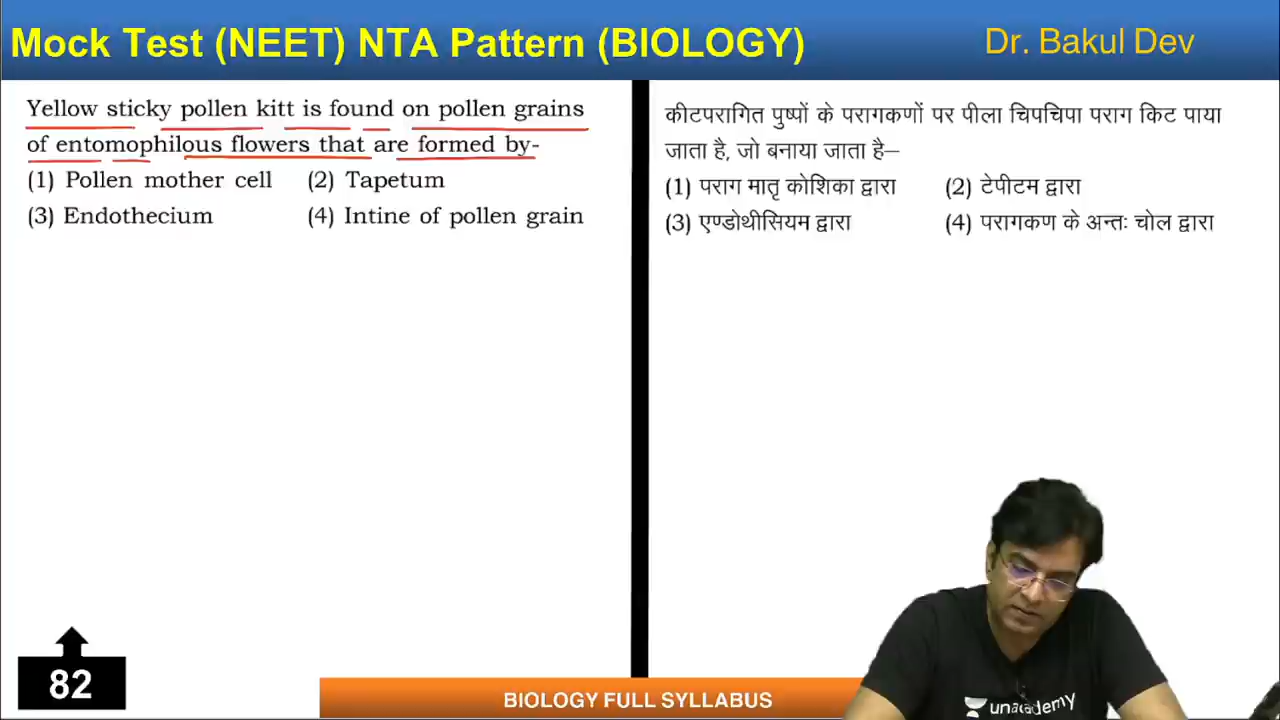 Mock Test (NEET) NTA Pattern (BIOLOGY)
Dr. Bakul Dev
Yellow sticky pollen kitt is found on pollen grains
of entomophilous flowers that are formed by-
(1) Pollen mother cell (2) Tapetum
(3) Endothecium (4) Intine of pollen grain
कीटपरागित पुष्पों के परागकणों पर पीला चिपचिपा पराग किट पाया
जाता है, जो बनाया जाता है–
(1) पराग मातृ कोशिका द्वारा (2) टेपीटम द्वारा
(3) एण्डोथीसियम द्वारा (4) परागकण के अन्तः चोल द्वारा
82
BIOLOGY FULL SYLLABUS
unacademy